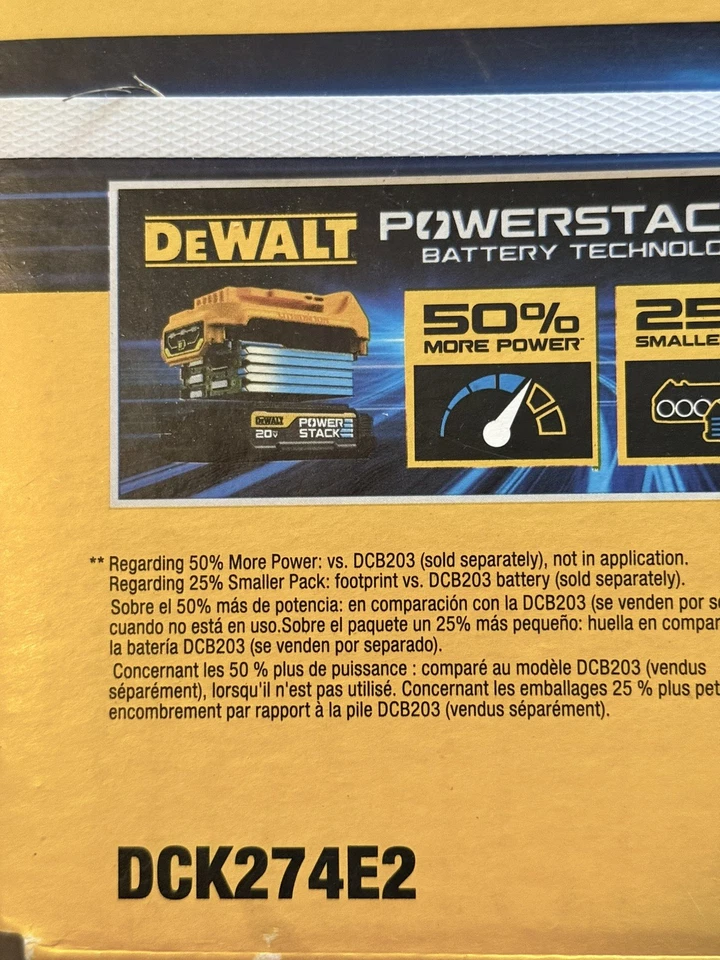 DEWALT
POWERSTAC
BATTERY TECHNOLO
50%
MORE POWER**
25
SMALLE
DEWALT
20V
POWER
STACK
** Regarding 50% More Power: vs. DCB203 (sold separately), not in application.
Regarding 25% Smaller Pack: footprint vs. DCB203 battery (sold separately).
Sobre el 50% más de potencia: en comparación con la DCB203 (se venden por se
cuando no está en uso.Sobre el paquete un 25% más pequeño: huella en compar
la batería DCB203 (se venden por separado).
Concernant les 50 % plus de puissance : comparé au modèle DCB203 (vendus
séparément), lorsqu'il n'est pas utilisé. Concernant les emballages 25 % plus pet
encombrement par rapport à la pile DCB203 (vendus séparément).
DCK274E2